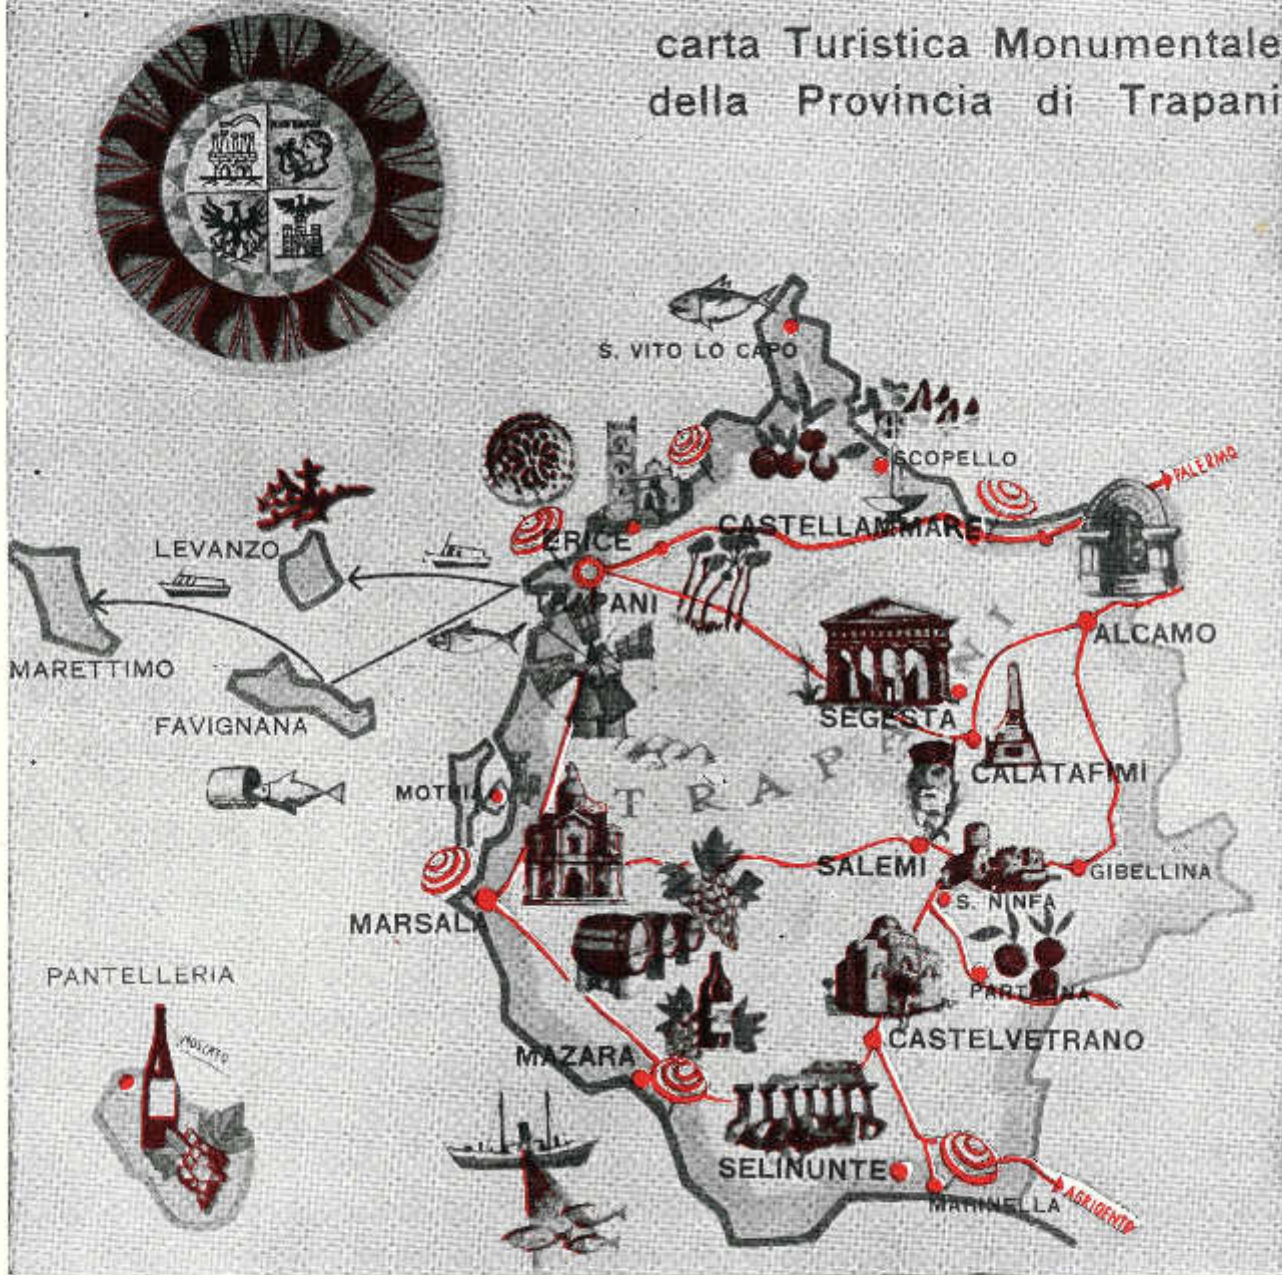 carta Turistica Monumentale
della Provincia di Trapani
S. VITO LO CAPO
SCOPELLO
PALERMO
LEVANZO
ERICE
CASTELLAMMARE
TRAPANI
ALCAMO
MARETTIMO
FAVIGNANA
SEGESTA
CALATAFIMI
MOTHIA
TRAPANI
SALEMI
GIBELLINA
S. NINFA
MARSALA
PANTELLERIA
PARTANNA
MOSCATO
CASTELVETRANO
MAZARA
SELINUNTE
MARINELLA
AGRIGENTO